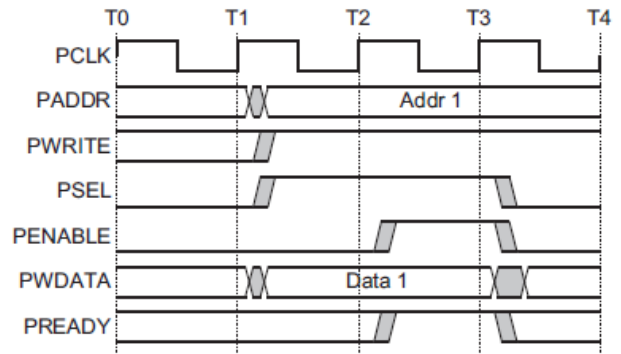 T0 T1 T2 T3 T4
PCLK
PADDR Addr 1
PWRITE
PSEL
PENABLE
PWDATA Data 1
PREADY